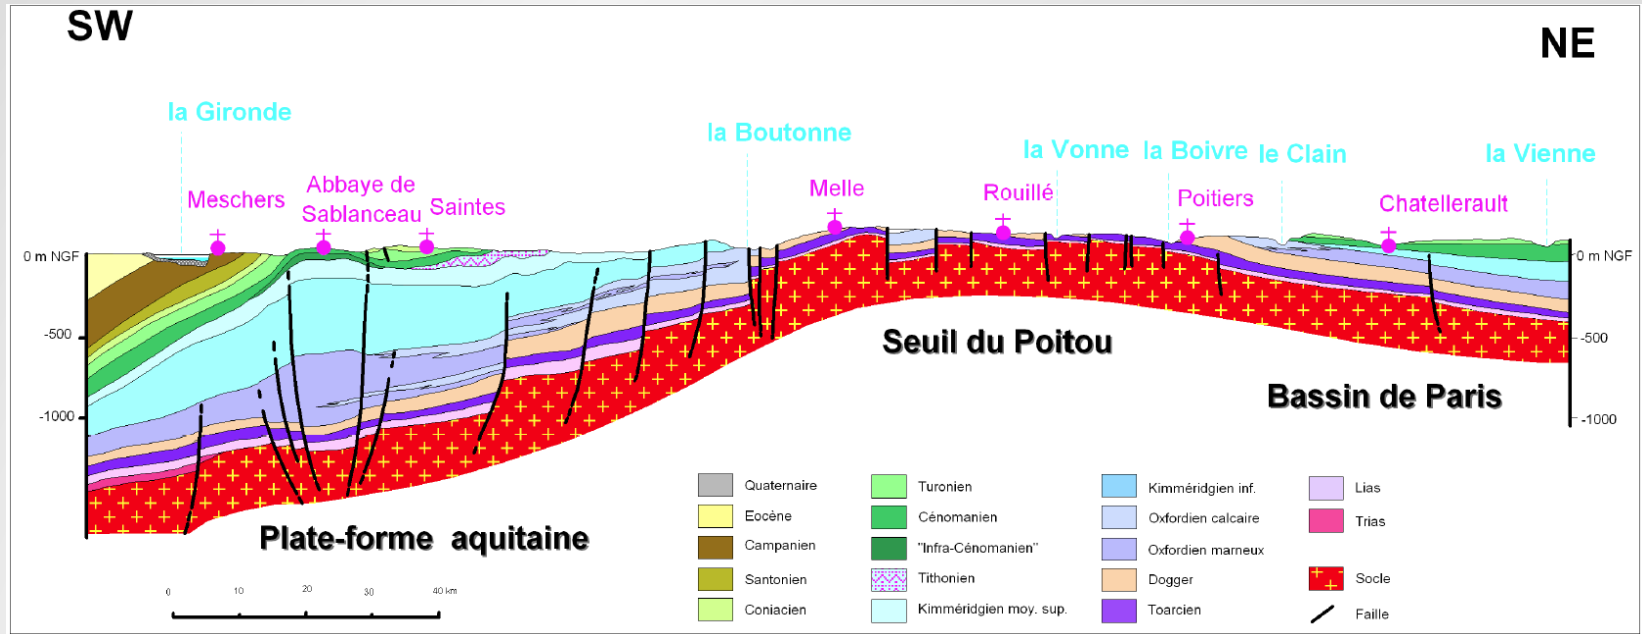 SW
NE
la Gironde
la Boutonne
la Vonne
la Boivre
le Clain
la Vienne
Meschers
Abbaye de
Sablanceau
Saintes
Melle
Rouillé
Poitiers
Chatellerault
0 m NGF
-500
-1000
0 m NGF
-500
-1000
Seuil du Poitou
Bassin de Paris
Plate-forme aquitaine
0 10 20 30 40 km
Quaternaire
Eocène
Campanien
Santonien
Coniacien
Turonien
Cénomanien
"Infra-Cénomanien"
Tithonien
Kimméridgien moy. sup.
Kimméridgien inf.
Oxfordien calcaire
Oxfordien marneux
Dogger
Toarcien
Lias
Trias
Socle
Faille